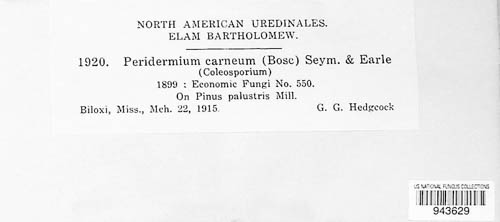 NORTH AMERICAN UREDINALES.
ELAM BARTHOLOMEW.
1920. Peridermium carneum (Bosc) Seym. & Earle
(Coleosporium)
1899 : Economic Fungi No. 550.
On Pinus palustris Mill.
Biloxi, Miss., Mch. 22, 1915. G. G. Hedgcock
US NATIONAL FUNGUS COLLECTIONS
943629